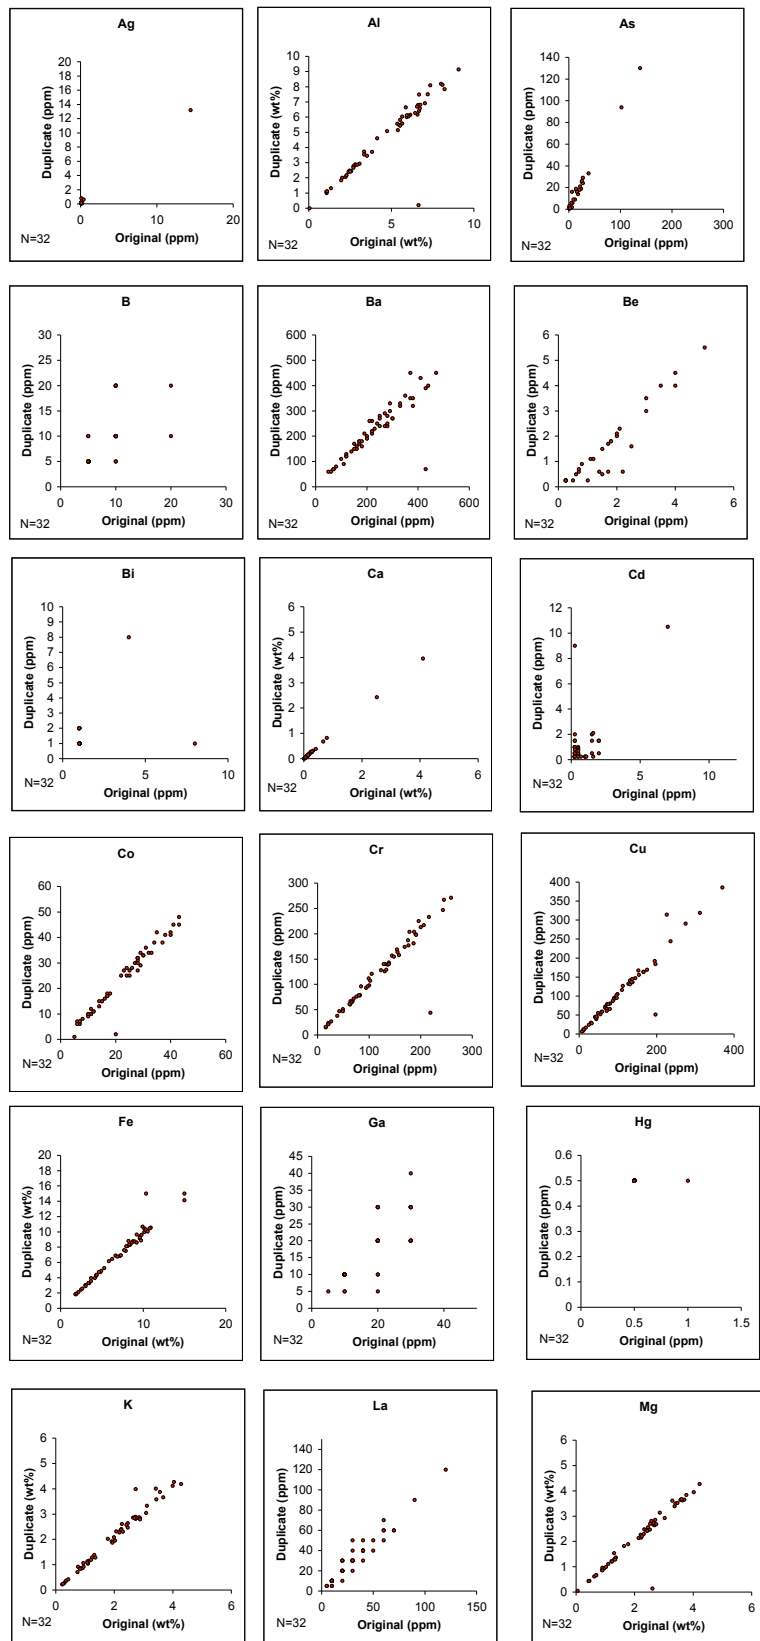 Ag
20
18
16
14
12
10
8
6
4
2
0
0 10 20
Duplicate (ppm)
Original (ppm)
N=32
Al
10
9
8
7
6
5
4
3
2
1
0
0 5 10
Duplicate (wt%)
Original (wt%)
N=32
As
140
120
100
80
60
40
20
0
0 100 200 300
Duplicate (ppm)
Original (ppm)
N=32
B
30
25
20
15
10
5
0
0 10 20 30
Duplicate (ppm)
Original (ppm)
N=32
Ba
600
500
400
300
200
100
0
0 200 400 600
Duplicate (ppm)
Original (ppm)
N=32
Be
6
5
4
3
2
1
0
0 2 4 6
Duplicate (ppm)
Original (ppm)
N=32
Bi
10
9
8
7
6
5
4
3
2
1
0
0 5 10
Duplicate (ppm)
Original (ppm)
N=32
Ca
6
5
4
3
2
1
0
0 2 4 6
Duplicate (wt%)
Original (wt%)
N=32
Cd
12
10
8
6
4
2
0
0 5 10
Duplicate (ppm)
Original (ppm)
N=32
Co
60
50
40
30
20
10
0
0 20 40 60
Duplicate (ppm)
Original (ppm)
N=32
Cr
300
250
200
150
100
50
0
0 100 200 300
Duplicate (ppm)
Original (ppm)
N=32
Cu
400
350
300
250
200
150
100
50
0
0 200 400
Duplicate (ppm)
Original (ppm)
N=32
Fe
20
18
16
14
12
10
8
6
4
2
0
0 10 20
Duplicate (wt%)
Original (wt%)
N=32
Ga
45
40
35
30
25
20
15
10
5
0
0 20 40
Duplicate (ppm)
Original (ppm)
N=32
Hg
0.6
0.5
0.4
0.3
0.2
0.1
0
0 0.5 1 1.5
Duplicate (ppm)
Original (ppm)
N=32
K
6
5
4
3
2
1
0
0 2 4 6
Duplicate (wt%)
Original (wt%)
N=32
La
140
120
100
80
60
40
20
0
0 50 100 150
Duplicate (ppm)
Original (ppm)
N=32
Mg
6
5
4
3
2
1
0
0 2 4 6
Duplicate (wt%)
Original (wt%)
N=32